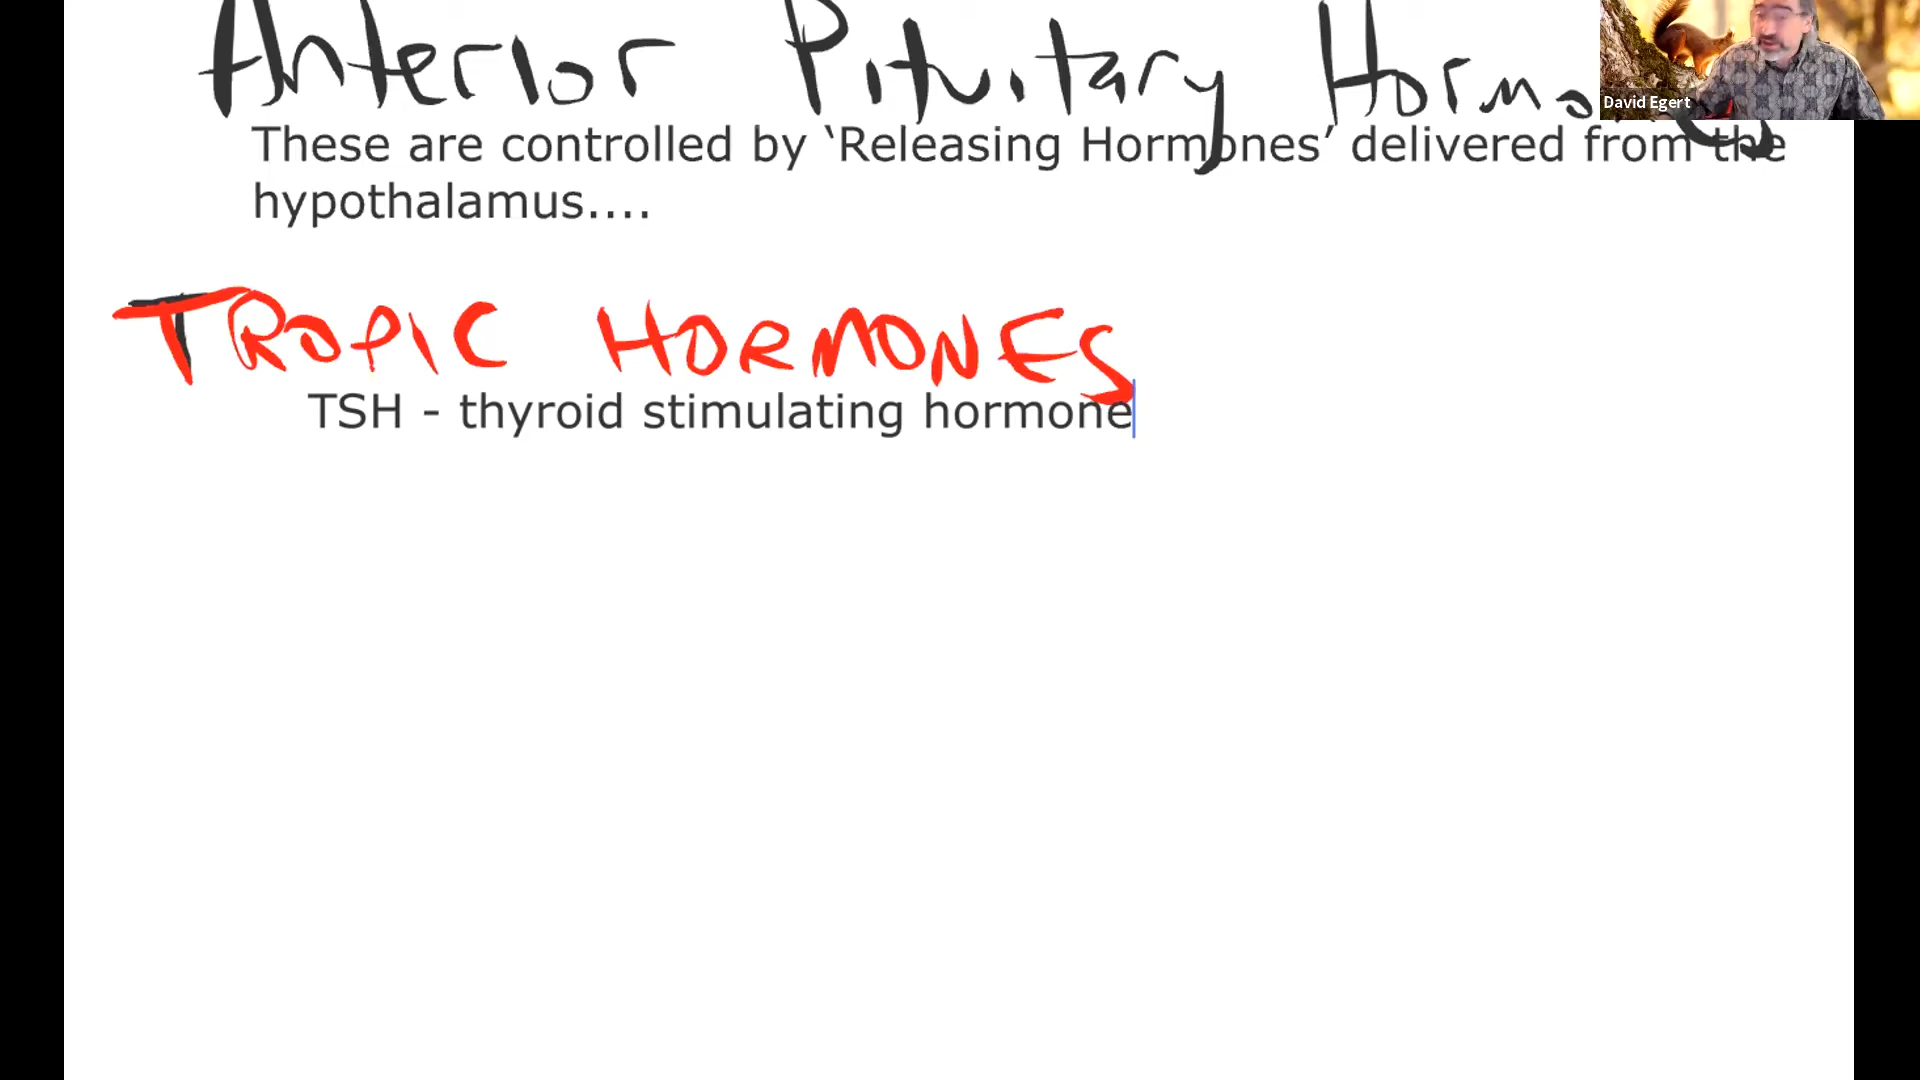 Anterior Pituitary Hormones
David Egert
These are controlled by ‘Releasing Hormones’ delivered from the
hypothalamus....
TROPIC HORMONES
TSH - thyroid stimulating hormone